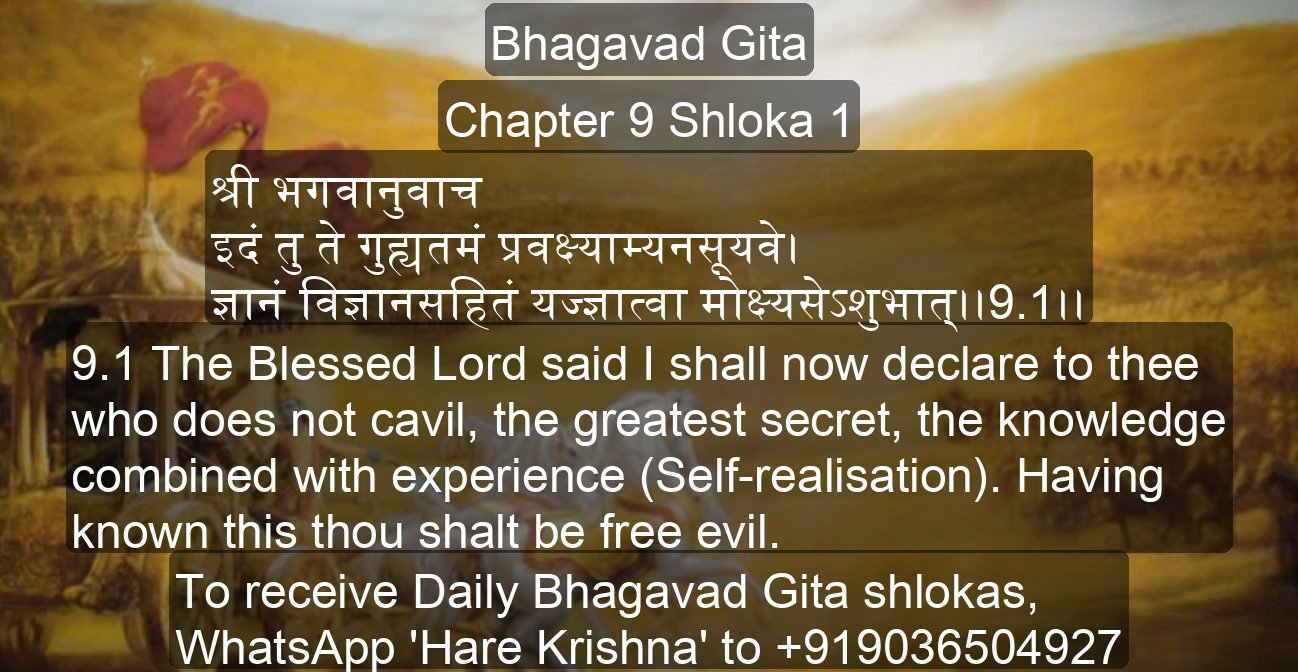 Bhagavad Gita
Chapter 9 Shloka 1
श्री भगवानुवाच
इदं तु ते गुह्यतमं प्रवक्ष्याम्यनसूयवे।
ज्ञानं विज्ञानसहितं यज्ज्ञात्वा मोक्ष्यसेऽशुभात्।।9.1।।
9.1 The Blessed Lord said I shall now declare to thee
who does not cavil, the greatest secret, the knowledge
combined with experience (Self-realisation). Having
known this thou shalt be free evil.
To receive Daily Bhagavad Gita shlokas,
WhatsApp 'Hare Krishna' to +919036504927